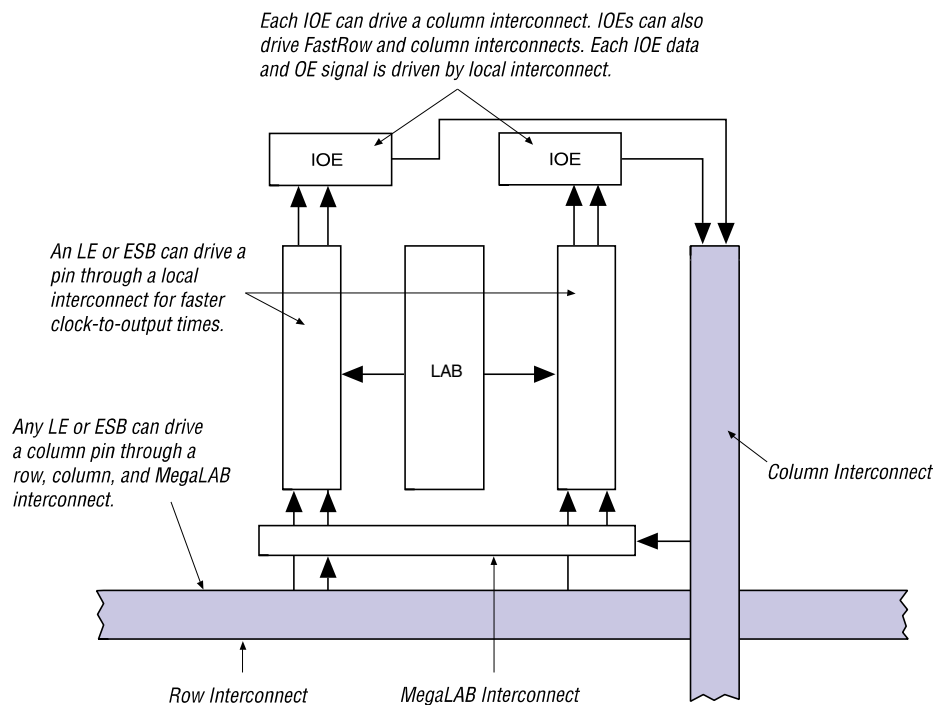 Each IOE can drive a column interconnect. IOEs can also
drive FastRow and column interconnects. Each IOE data
and OE signal is driven by local interconnect.
IOE
IOE
An LE or ESB can drive a
pin through a local
interconnect for faster
clock-to-output times.
LAB
Any LE or ESB can drive
a column pin through a
row, column, and MegaLAB
interconnect.
Column Interconnect
Row Interconnect
MegaLAB Interconnect